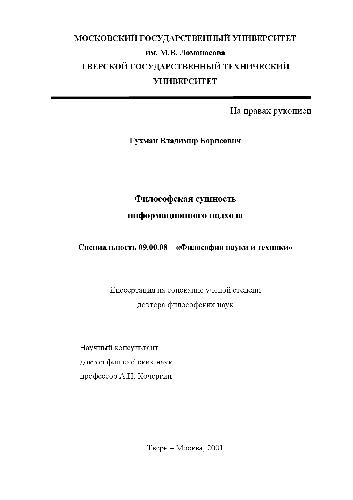 МОСКОВСКИЙ ГОСУДАРСТВЕННЫЙ УНИВЕРСИТЕТ
им. М.В. Ломоносова
ТВЕРСКОЙ ГОСУДАРСТВЕННЫЙ ТЕХНИЧЕСКИЙ
УНИВЕРСИТЕТ
На правах рукописи
Гухман Владимир Борисович
Философская сущность
информационного подхода
Специальность 09.00.08 «Философия науки и техники»
Диссертация на соискание ученой степени
доктора философских наук
Научный консультант
доктор философских наук
профессор А.Н. Кочергин
Тверь – Москва, 2001